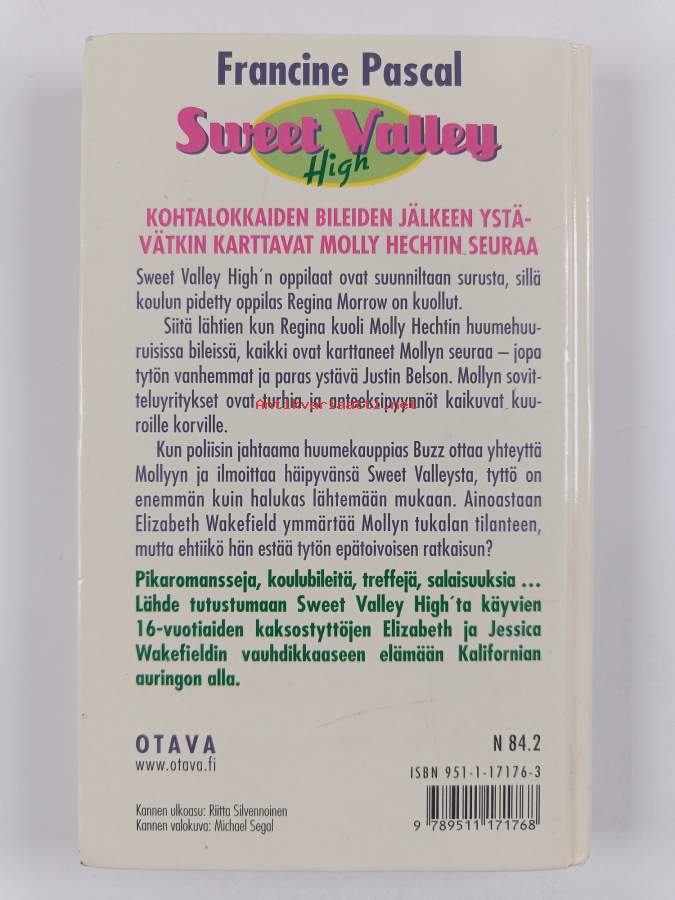 Francine Pascal
Sweet Valley
High
KOHTALOKKAIDEN BILEIDEN JÄLKEEN YSTÄ-
VÄTKIN KARTTAVAT MOLLY HECHTIN SEURAA
Sweet Valley High´n oppilaat ovat suunniltaan surusta, sillä
koulun pidetty oppilas Regina Morrow on kuollut.
Siitä lähtien kun Regina kuoli Molly Hechtin huumehuu-
ruisissa bileissä, kaikki ovat karttaneet Mollyn seuraa – jopa
tytön vanhemmat ja paras ystävä Justin Belson. Mollyn sovit-
teluyritykset ovat turhia ja anteeksipyynnöt kaikuvat kuu-
Antikvariaatti.net
roille korville.
Kun poliisin jahtaama huumekauppias Buzz ottaa yhteyttä
Mollyyn ja ilmoittaa häipyvänsä Sweet Valleysta, tyttö on
enemmän kuin halukas lähtemään mukaan. Ainoastaan
Elizabeth Wakefield ymmärtää Mollyn tukalan tilanteen,
mutta ehtiikö hän estää tytön epätoivoisen ratkaisun?
Pikaromansseja, koulubileitä, treffejä, salaisuuksia ...
Lähde tutustumaan Sweet Valley High´ta käyvien
16-vuotiaiden kaksostyttöjen Elizabeth ja Jessica
Wakefieldin vauhdikkaaseen elämään Kalifornian
auringon alla.
OTAVA
www.otava.fi
N 84.2
ISBN 951-1-17176-3
Kannen ulkoasu: Riitta Silvennoinen
Kannen valokuva: Michael Segal
9 789511 171768